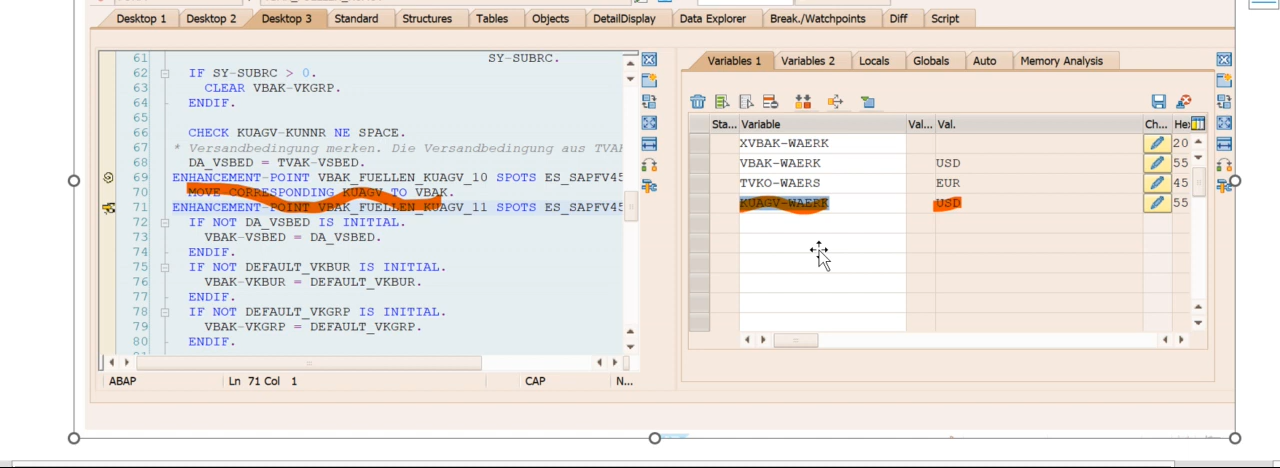 Desktop 1 Desktop 2 Desktop 3 Standard Structures Tables Objects DetailDisplay Data Explorer Break./Watchpoints Diff Script
61 SY-SUBRC.
62 IF SY-SUBRC > 0.
63 CLEAR VBAK-VKGRP.
64 ENDIF.
65
66 CHECK KUAGV-KUNNR NE SPACE.
67 * Versandbedingung merken. Die Versandbedingung aus TVAK
68 DA_VSBED = TVAK-VSBED.
69 ENHANCEMENT-POINT VBAK_FUELLEN_KUAGV_10 SPOTS ES_SAPFV45
70 MOVE-CORRESPONDING KUAGV TO VBAK.
71 ENHANCEMENT-POINT VBAK_FUELLEN_KUAGV_11 SPOTS ES_SAPFV45
72 IF NOT DA_VSBED IS INITIAL.
73 VBAK-VSBED = DA_VSBED.
74 ENDIF.
75 IF NOT DEFAULT_VKBUR IS INITIAL.
76 VBAK-VKBUR = DEFAULT_VKBUR.
77 ENDIF.
78 IF NOT DEFAULT_VKGRP IS INITIAL.
79 VBAK-VKGRP = DEFAULT_VKGRP.
80 ENDIF.
ABAP Ln 71 Col 1 CAP N...
Variables 1 Variables 2 Locals Globals Auto Memory Analysis
Sta... Variable Val... Val. Ch... Hex
XVBAK-WAERK 20
VBAK-WAERK USD 55
TVKO-WAERS EUR 45
KUAGV-WAERK USD 55